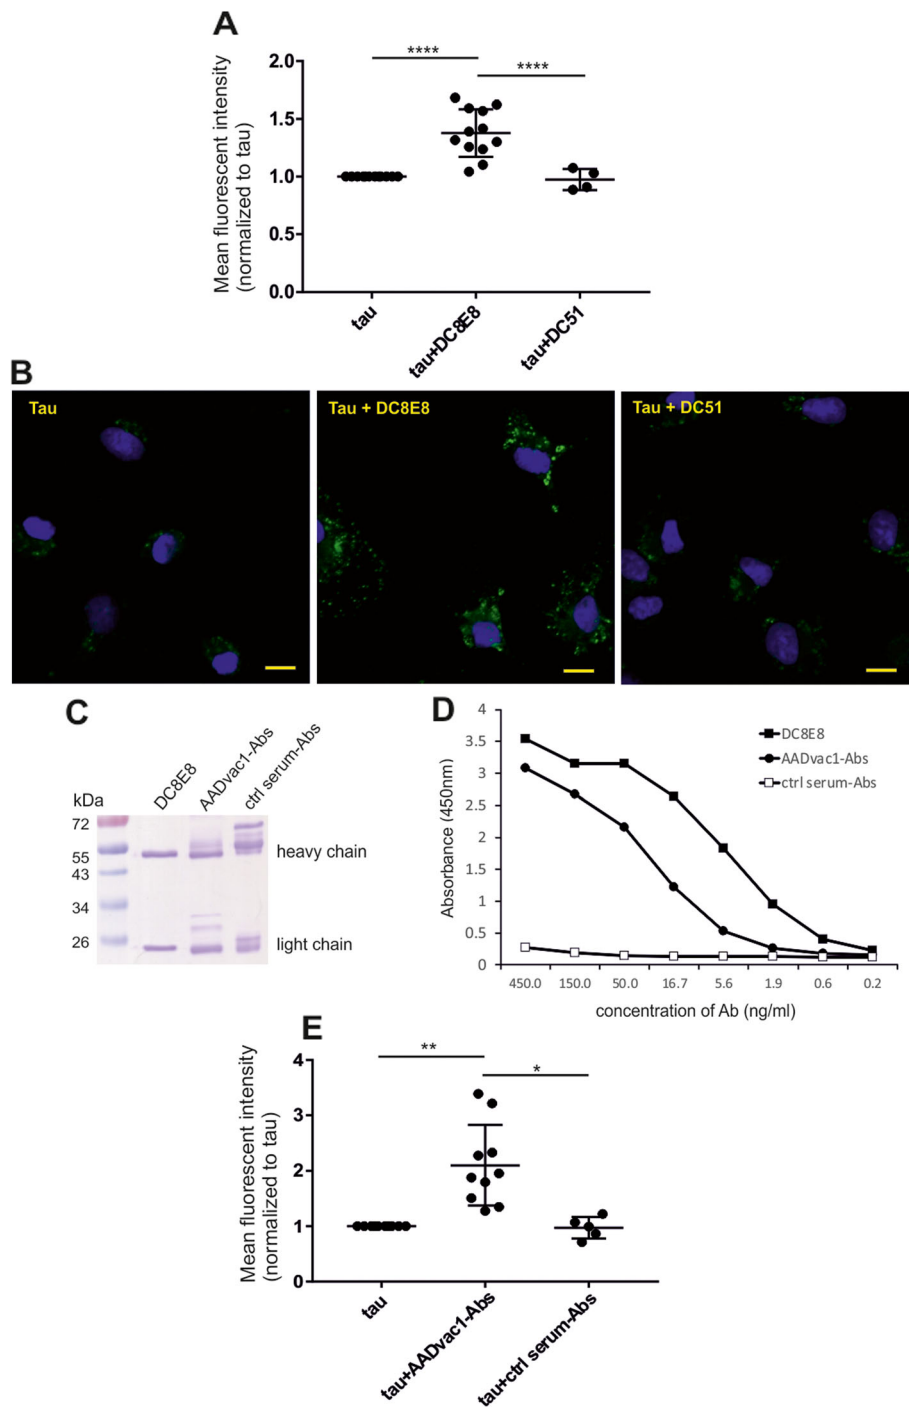 A
Mean fluorescent intensity
(normalized to tau)
2.0
1.5
1.0
0.5
0.0
****
****
tau
tau+DC8E8
tau+DC51
B
Tau
Tau + DC8E8
Tau + DC51
C
kDa
DC8E8
AADvac1-Abs
ctrl serum-Abs
72
55
43
34
26
heavy chain
light chain
D
Absorbance (450nm)
4
3.5
3
2.5
2
1.5
1
0.5
0
DC8E8
AADvac1-Abs
ctrl serum-Abs
450.0 150.0 50.0 16.7 5.6 1.9 0.6 0.2
concentration of Ab (ng/ml)
E
Mean fluorescent intensity
(normalized to tau)
4
3
2
1
0
**
*
tau
tau+AADvac1-Abs
tau+ctrl serum-Abs